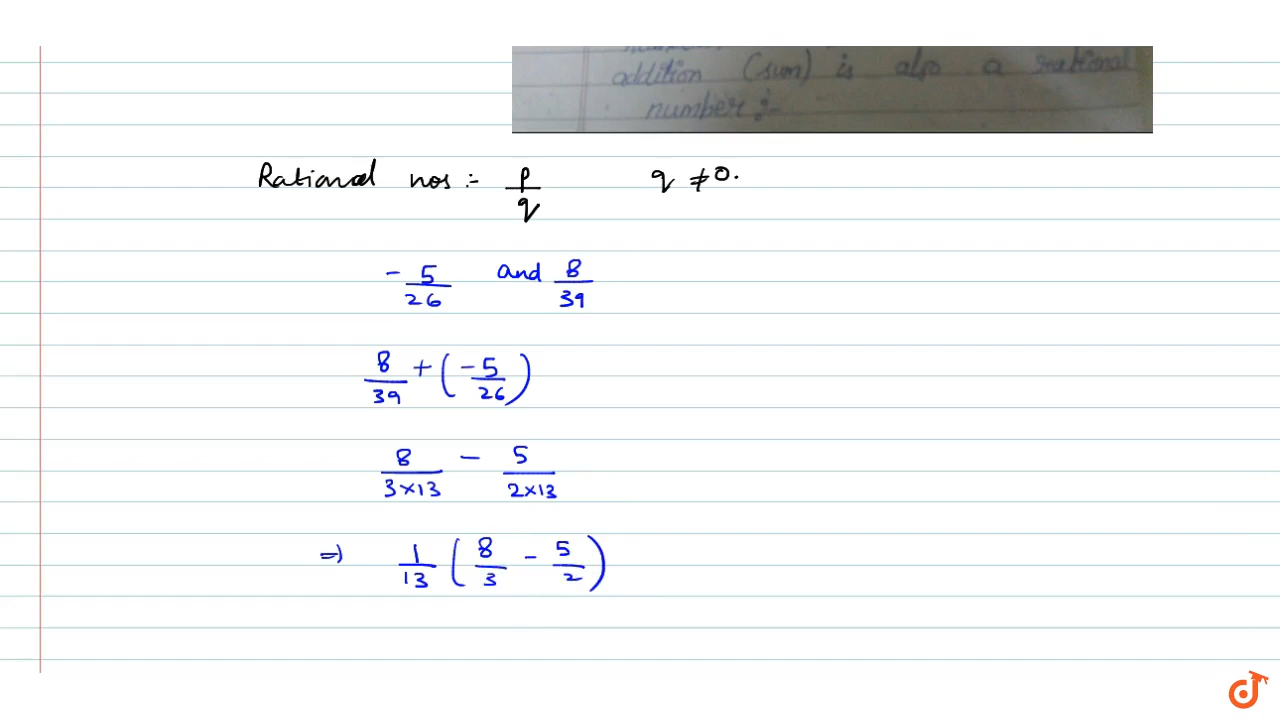 addition (sum) is also a rational
number :-
Rational nos :- p/q q ≠ 0.
- 5/26 and 8/39
8/39 + (-5/26)
8/(3×13) - 5/(2×13)
⇒ 1/13 (8/3 - 5/2)